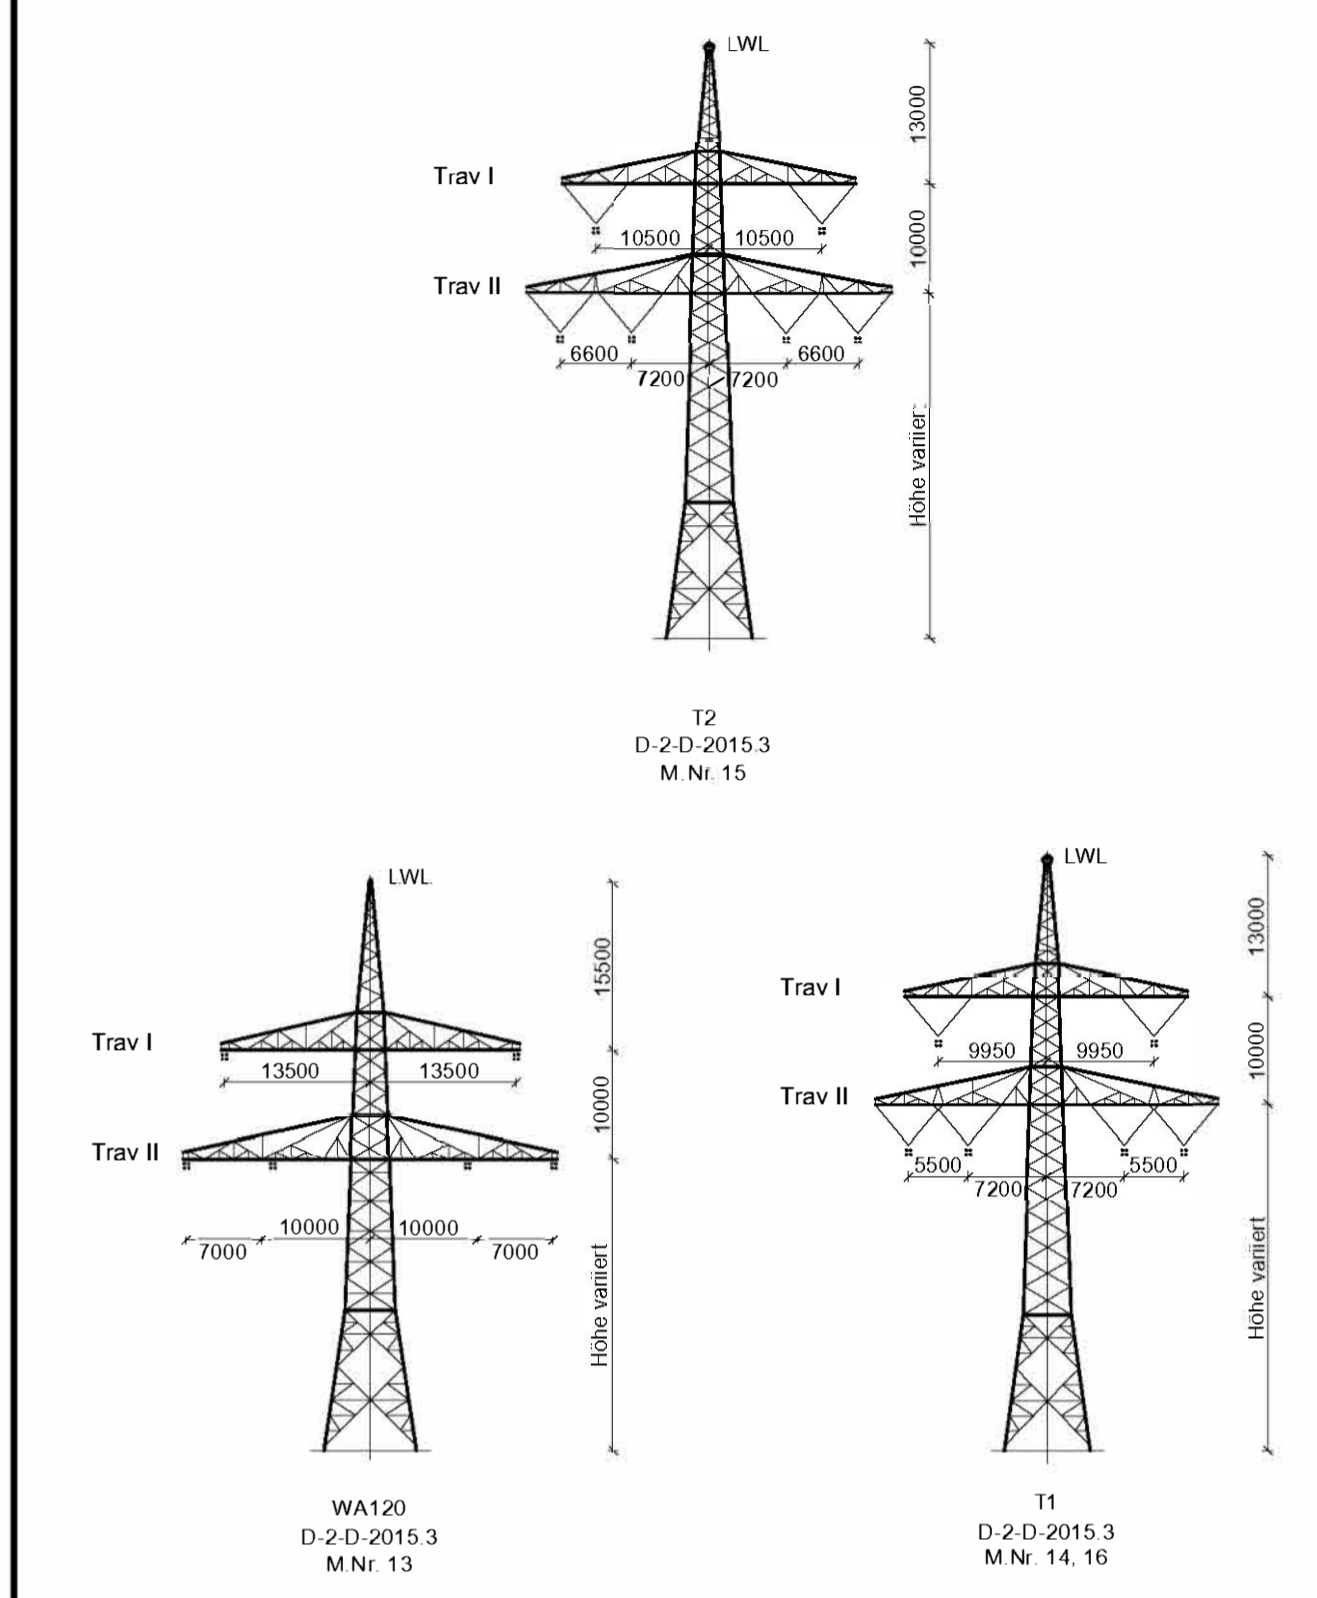 LWL
13000
Trav I
10000
10500 10500
Trav II
6600 6600
7200 7200
Höhe variiert
T2
D-2-D-2015.3
M.Nr. 15
LWL
15500
Trav I
13500 13500
10000
Trav II
10000 10000
7000 7000
Höhe variiert
WA120
D-2-D-2015.3
M.Nr. 13
LWL
13000
Trav I
9950 9950
10000
Trav II
5500 5500
7200 7200
Höhe variiert
T1
D-2-D-2015.3
M.Nr. 14, 16